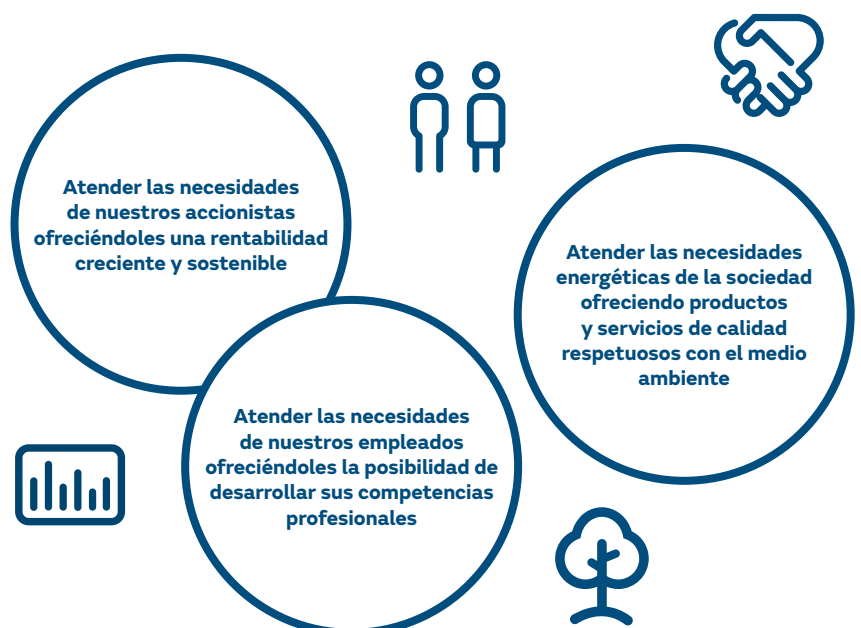 Atender las necesidades
de nuestros accionistas
ofreciéndoles una rentabilidad
creciente y sostenible
Atender las necesidades
energéticas de la sociedad
ofreciendo productos
y servicios de calidad
respetuosos con el medio
ambiente
Atender las necesidades
de nuestros empleados
ofreciéndoles la posibilidad de
desarrollar sus competencias
profesionales